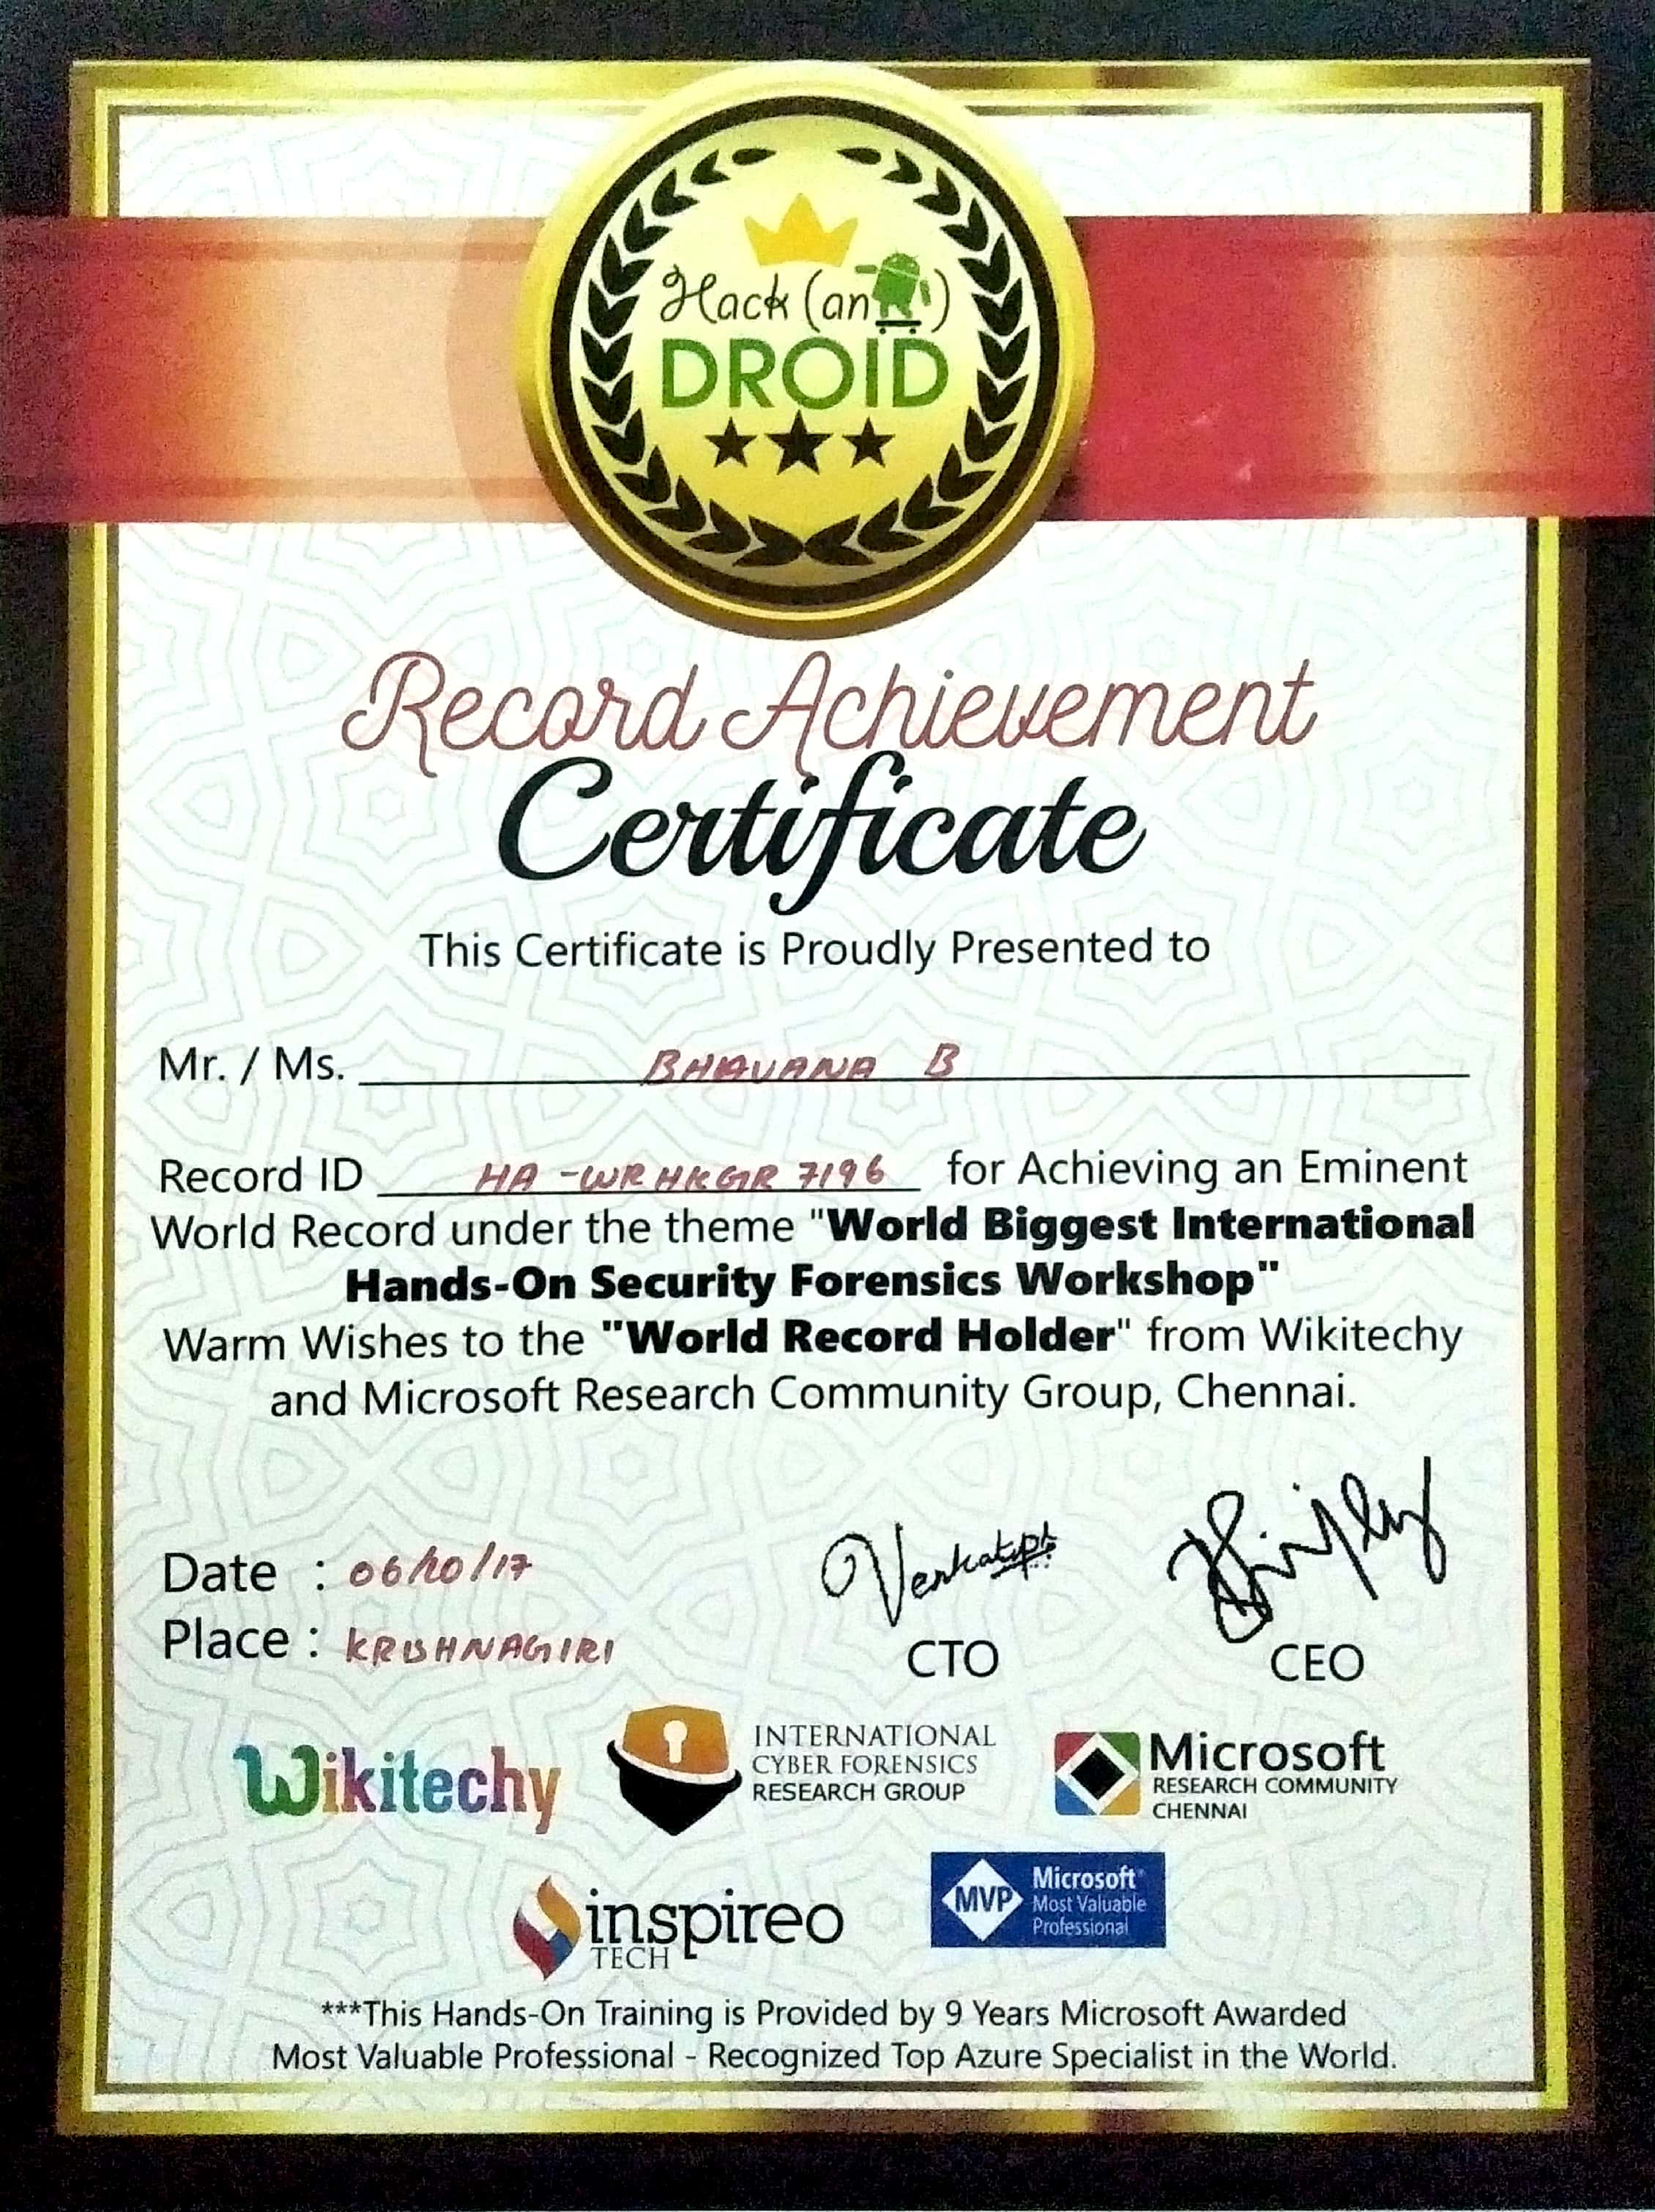 Hack (an )
DROID
Record Achievement
Certificate
This Certificate is Proudly Presented to
Mr. / Ms. BHAVANA B
Record ID HA-WRHKGR 7196 for Achieving an Eminent
World Record under the theme "World Biggest International
Hands-On Security Forensics Workshop"
Warm Wishes to the "World Record Holder" from Wikitechy
and Microsoft Research Community Group, Chennai.
Date : 06/10/17
Place : KRISHNAGIRI
CTO
CEO
Wikitechy
INTERNATIONAL
CYBER FORENSICS
RESEARCH GROUP
Microsoft
RESEARCH COMMUNITY
CHENNAI
inspireo
TECH
MVP
Microsoft®
Most Valuable
Professional
***This Hands-On Training is Provided by 9 Years Microsoft Awarded
Most Valuable Professional - Recognized Top Azure Specialist in the World.